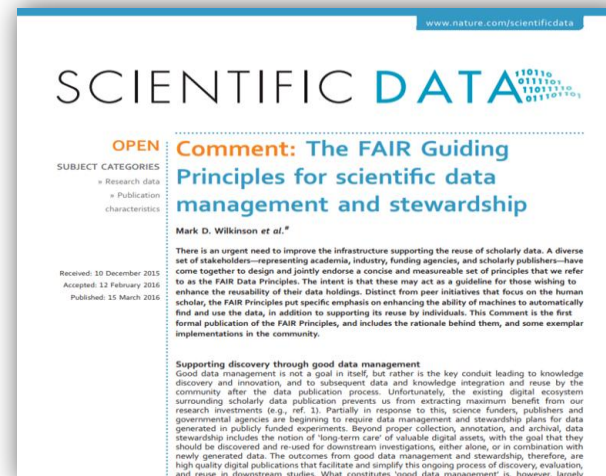 www.nature.com/scientificdata
SCIENTIFIC DATA
110110
011101
11011110
011101101
OPEN
SUBJECT CATEGORIES
» Research data
» Publication
characteristics
Received: 10 December 2015
Accepted: 12 February 2016
Published: 15 March 2016
Comment: The FAIR Guiding
Principles for scientific data
management and stewardship
Mark D. Wilkinson et al.#
There is an urgent need to improve the infrastructure supporting the reuse of scholarly data. A diverse
set of stakeholders—representing academia, industry, funding agencies, and scholarly publishers—have
come together to design and jointly endorse a concise and measureable set of principles that we refer
to as the FAIR Data Principles. The intent is that these may act as a guideline for those wishing to
enhance the reusability of their data holdings. Distinct from peer initiatives that focus on the human
scholar, the FAIR Principles put specific emphasis on enhancing the ability of machines to automatically
find and use the data, in addition to supporting its reuse by individuals. This Comment is the first
formal publication of the FAIR Principles, and includes the rationale behind them, and some exemplar
implementations in the community.
Supporting discovery through good data management
Good data management is not a goal in itself, but rather is the key conduit leading to knowledge
discovery and innovation, and to subsequent data and knowledge integration and reuse by the
community after the data publication process. Unfortunately, the existing digital ecosystem
surrounding scholarly data publication prevents us from extracting maximum benefit from our
research investments (e.g., ref. 1). Partially in response to this, science funders, publishers and
governmental agencies are beginning to require data management and stewardship plans for data
generated in publicly funded experiments. Beyond proper collection, annotation, and archival, data
stewardship includes the notion of 'long-term care' of valuable digital assets, with the goal that they
should be discovered and re-used for downstream investigations, either alone, or in combination with
newly generated data. The outcomes from good data management and stewardship, therefore, are
high quality digital publications that facilitate and simplify this ongoing process of discovery, evaluation,
and reuse in downstream studies. What constitutes 'good data management' is, however, largely